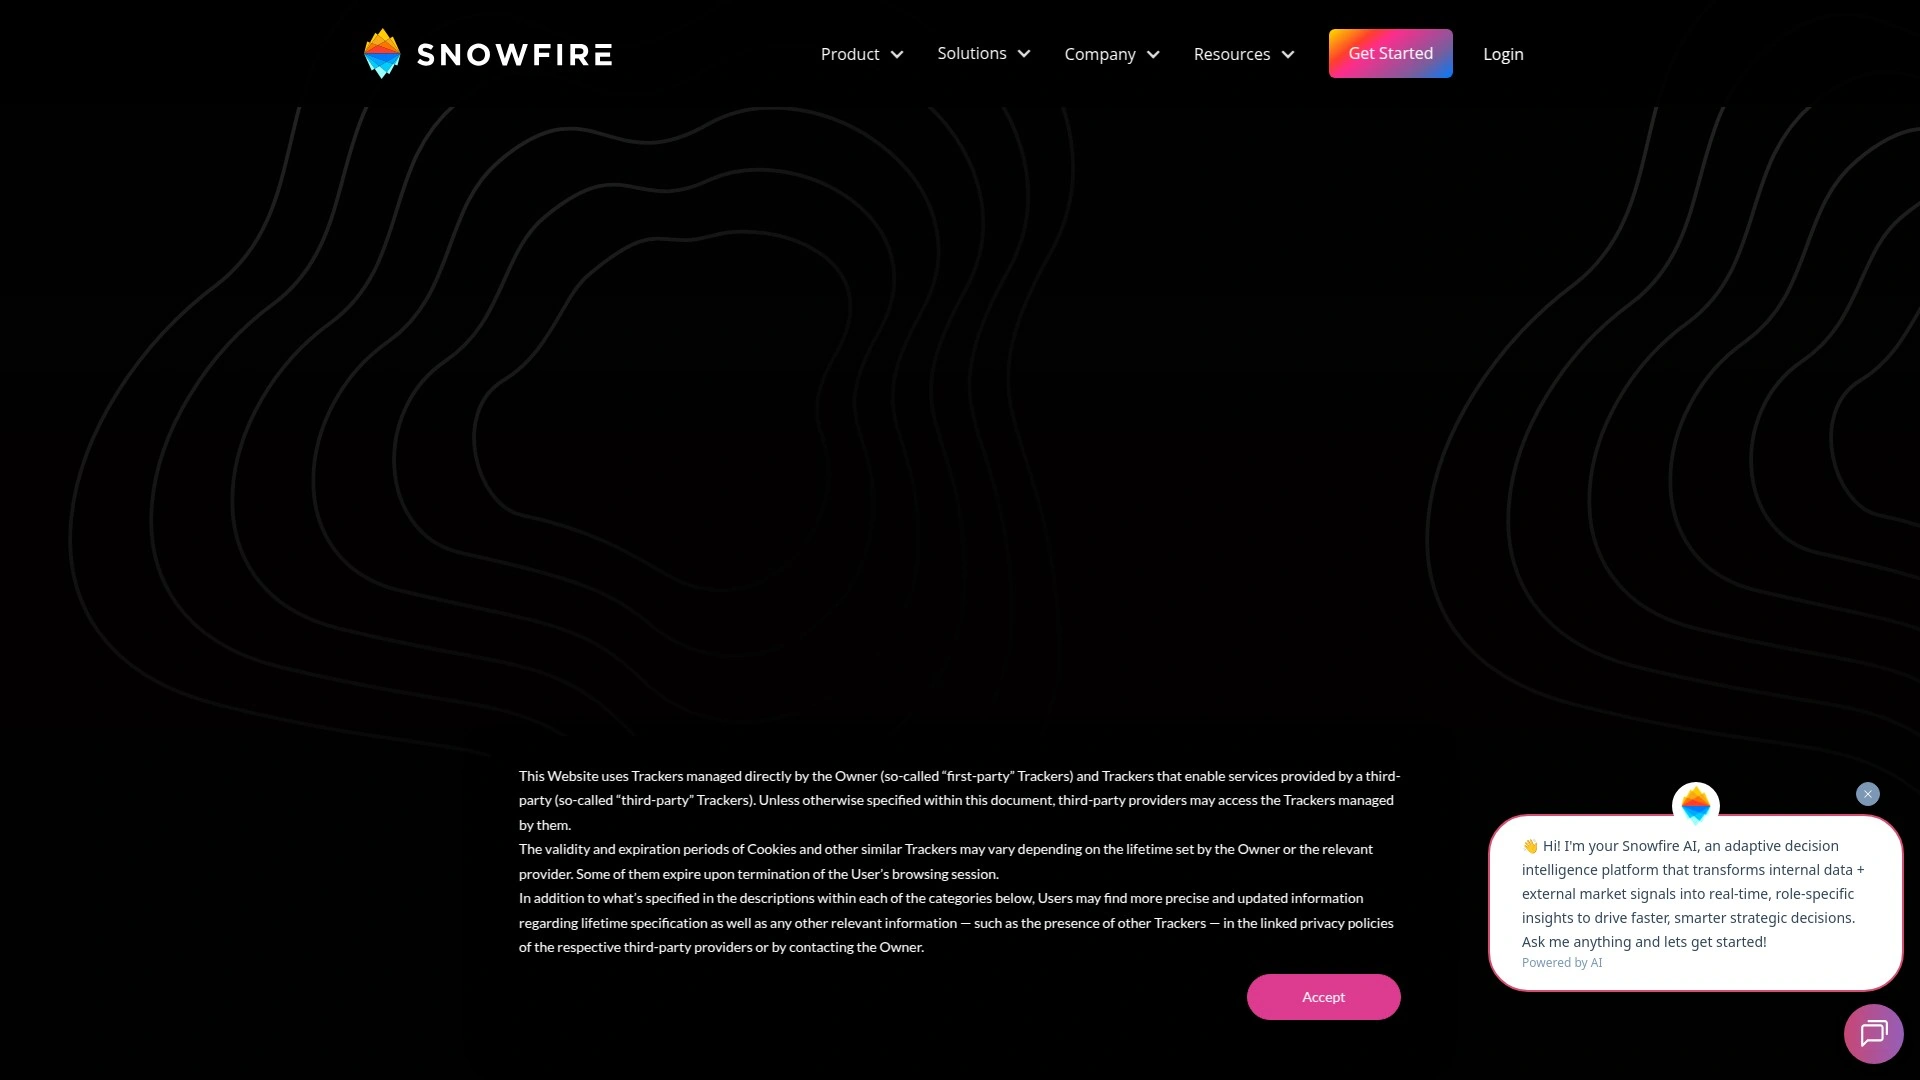 SNOWFIRE
Product
Solutions
Company
Resources
Get Started
Login
This Website uses Trackers managed directly by the Owner (so-called “first-party” Trackers) and Trackers that enable services provided by a third-
party (so-called “third-party” Trackers). Unless otherwise specified within this document, third-party providers may access the Trackers managed
by them.
The validity and expiration periods of Cookies and other similar Trackers may vary depending on the lifetime set by the Owner or the relevant
provider. Some of them expire upon termination of the User’s browsing session.
In addition to what’s specified in the descriptions within each of the categories below, Users may find more precise and updated information
regarding lifetime specification as well as any other relevant information — such as the presence of other Trackers — in the linked privacy policies
of the respective third-party providers or by contacting the Owner.
Accept
👋 Hi! I'm your Snowfire AI, an adaptive decision
intelligence platform that transforms internal data +
external market signals into real-time, role-specific
insights to drive faster, smarter strategic decisions.
Ask me anything and lets get started!
Powered by AI